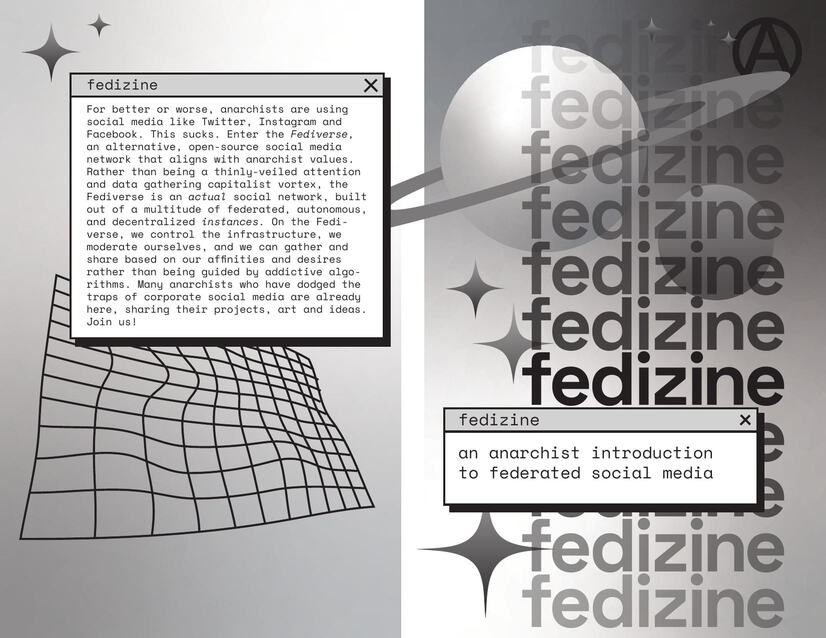 fedizine
For better or worse, anarchists are using
social media like Twitter, Instagram and
Facebook. This sucks. Enter the Fediverse,
an alternative, open-source social media
network that aligns with anarchist values.
Rather than being a thinly-veiled attention
and data gathering capitalist vortex, the
Fediverse is an actual social network, built
out of a multitude of federated, autonomous,
and decentralized instances. On the Fedi-
verse, we control the infrastructure, we
moderate ourselves, and we can gather and
share based on our affinities and desires
rather than being guided by addictive algo-
rithms. Many anarchists who have dodged the
traps of corporate social media are already
here, sharing their projects, art and ideas.
Join us!
fedizine
fedizine
fedizine
fedizine
fedizine
fedizine
fedizine
fedizine
an anarchist introduction
to federated social media
fedizine
fedizine